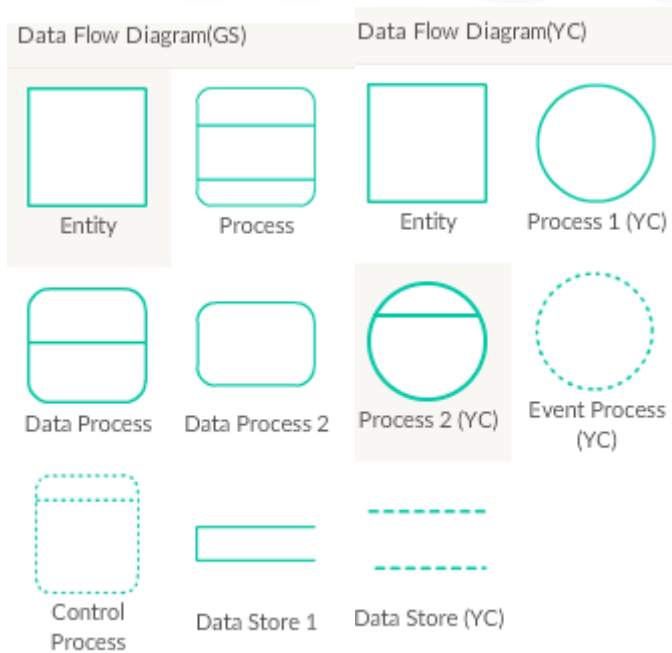 Data Flow Diagram(GS)
Data Flow Diagram(YC)
Entity
Process
Entity
Process 1 (YC)
Data Process
Data Process 2
Process 2 (YC)
Event Process
(YC)
Control
Process
Data Store 1
Data Store (YC)